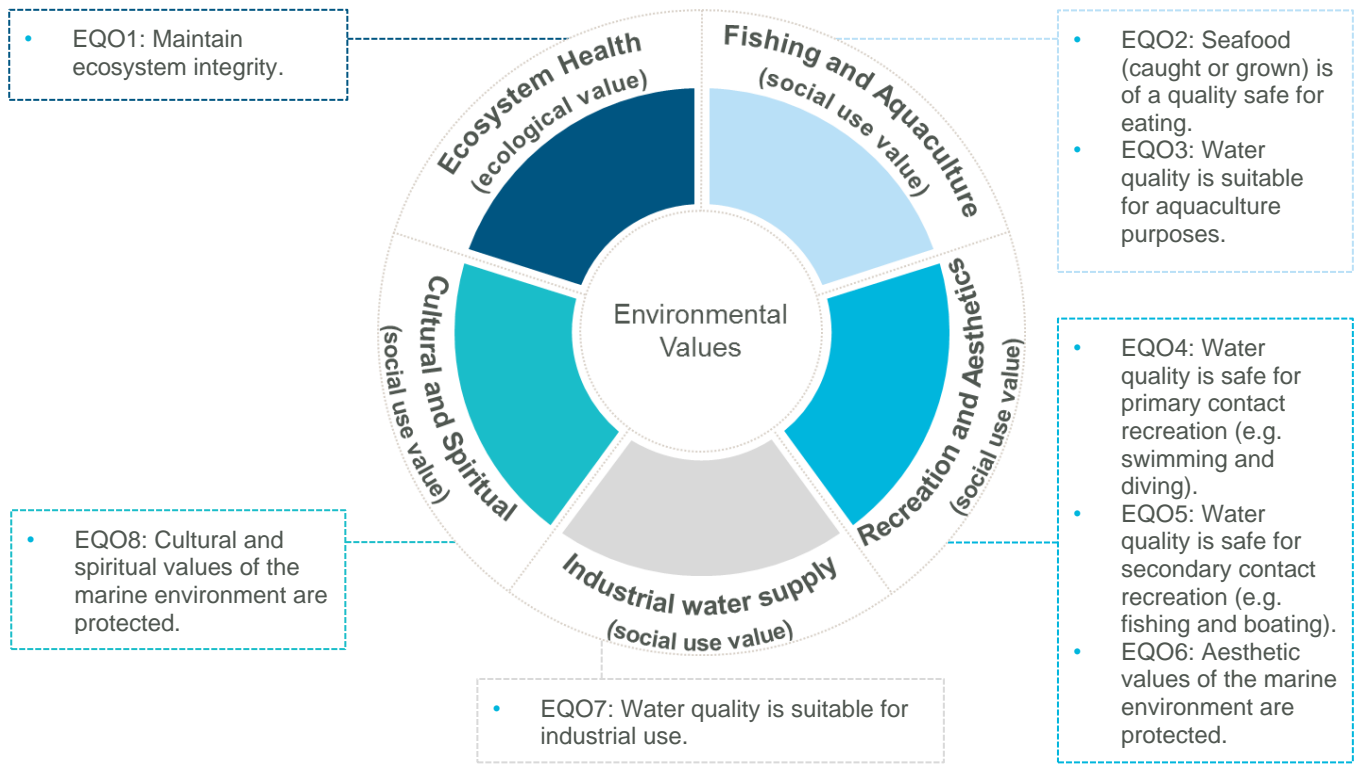 • EQO1: Maintain
ecosystem integrity.
Ecosystem Health
(ecological value)
Fishing and Aquaculture
(social use value)
• EQO2: Seafood
(caught or grown) is
of a quality safe for
eating.
• EQO3: Water
quality is suitable
for aquaculture
purposes.
Environmental
Values
Cultural and Spiritual
(social use value)
Recreation and Aesthetics
(social use value)
• EQO4: Water
quality is safe for
primary contact
recreation (e.g.
swimming and
diving).
• EQO5: Water
quality is safe for
secondary contact
recreation (e.g.
fishing and boating).
• EQO6: Aesthetic
values of the marine
environment are
protected.
• EQO8: Cultural and
spiritual values of the
marine environment are
protected.
Industrial water supply
(social use value)
• EQO7: Water quality is suitable for
industrial use.